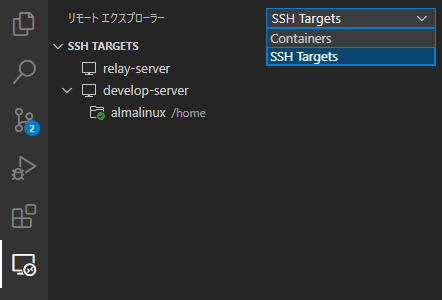 リモート エクスプローラー
SSH Targets
Containers
SSH Targets
SSH TARGETS
relay-server
develop-server
almalinux /home
2